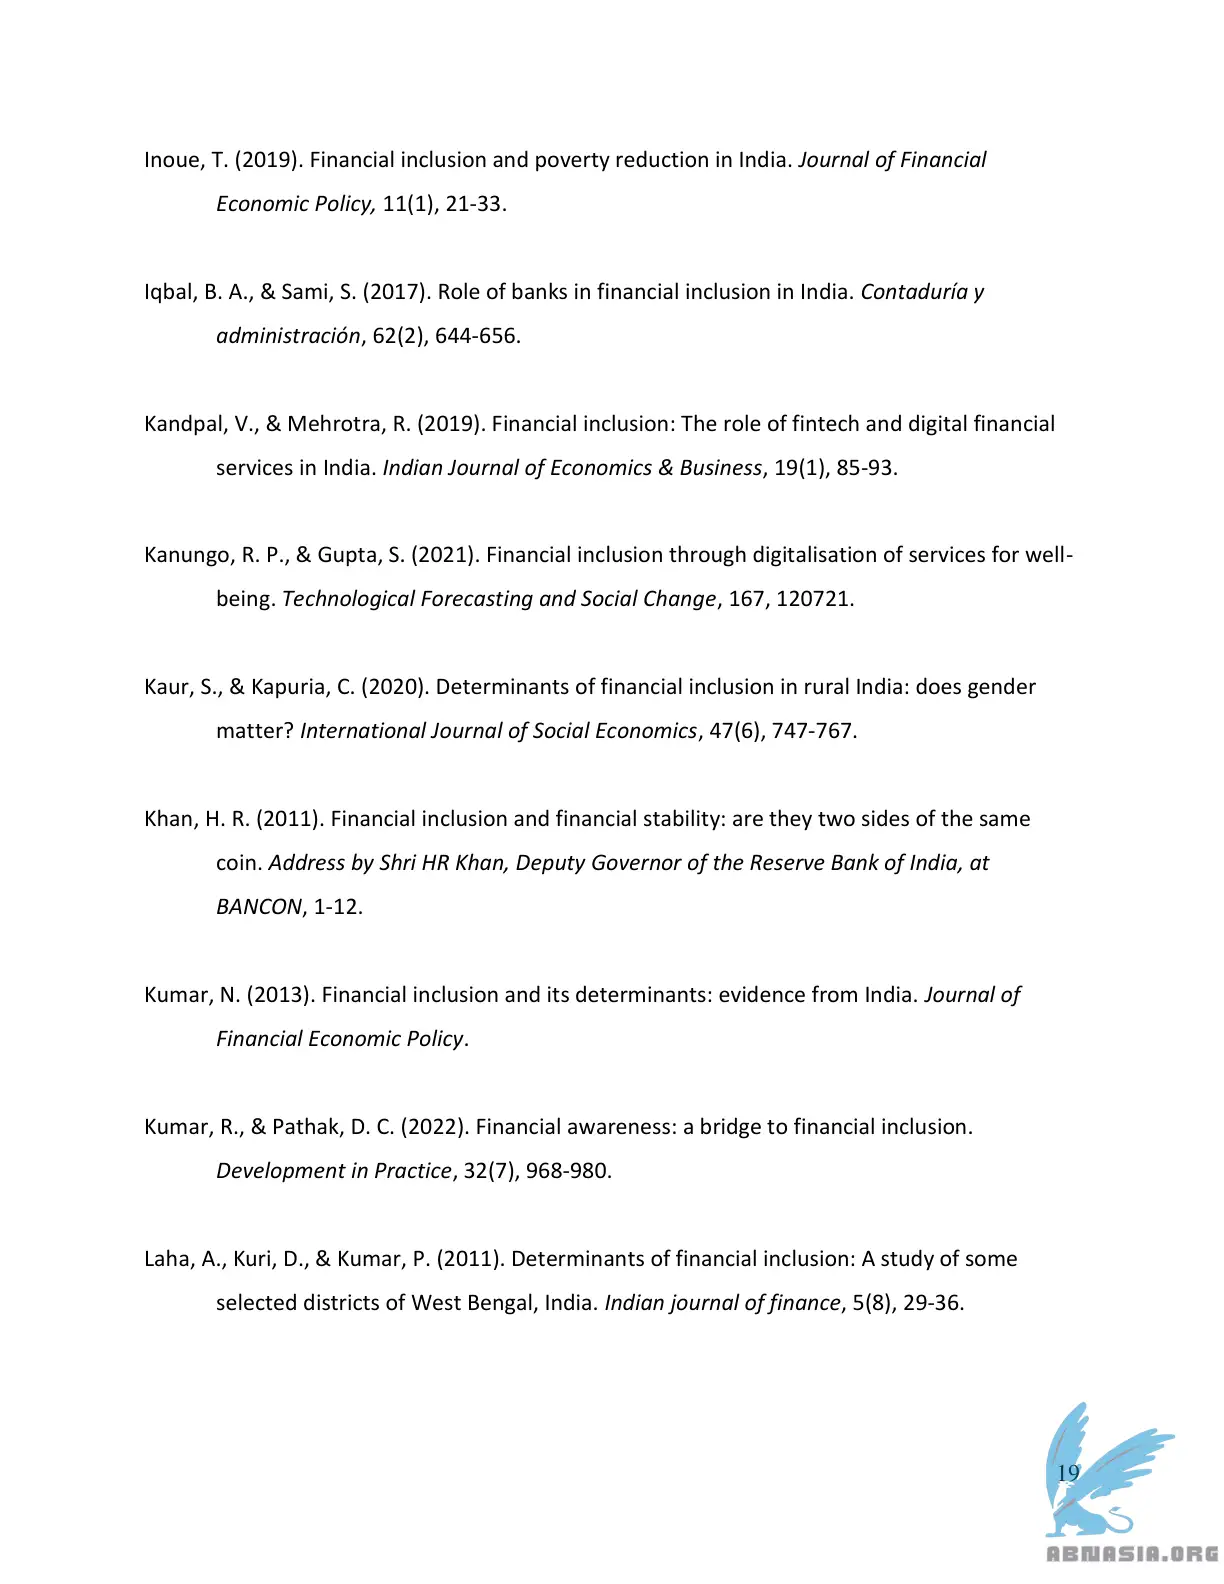 Inoue, T. (2019). Financial inclusion and poverty reduction in India. Journal of Financial
Economic Policy, 11(1), 21-33.
Iqbal, B. A., & Sami, S. (2017). Role of banks in financial inclusion in India. Contaduría y
administración, 62(2), 644-656.
Kandpal, V., & Mehrotra, R. (2019). Financial inclusion: The role of fintech and digital financial
services in India. Indian Journal of Economics & Business, 19(1), 85-93.
Kanungo, R. P., & Gupta, S. (2021). Financial inclusion through digitalisation of services for well-
being. Technological Forecasting and Social Change, 167, 120721.
Kaur, S., & Kapuria, C. (2020). Determinants of financial inclusion in rural India: does gender
matter? International Journal of Social Economics, 47(6), 747-767.
Khan, H. R. (2011). Financial inclusion and financial stability: are they two sides of the same
coin. Address by Shri HR Khan, Deputy Governor of the Reserve Bank of India, at
BANCON, 1-12.
Kumar, N. (2013). Financial inclusion and its determinants: evidence from India. Journal of
Financial Economic Policy.
Kumar, R., & Pathak, D. C. (2022). Financial awareness: a bridge to financial inclusion.
Development in Practice, 32(7), 968-980.
Laha, A., Kuri, D., & Kumar, P. (2011). Determinants of financial inclusion: A study of some
selected districts of West Bengal, India. Indian journal of finance, 5(8), 29-36.
19
ABNASIA.ORG